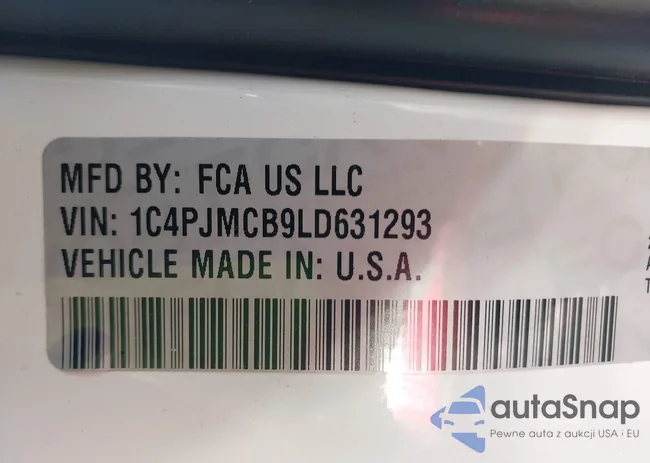 MFD BY: FCA US LLC
VIN: 1C4PJMCB9LD631293
VEHICLE MADE IN: U.S.A.
autaSnap
Pewne auta z aukcji USA i EU